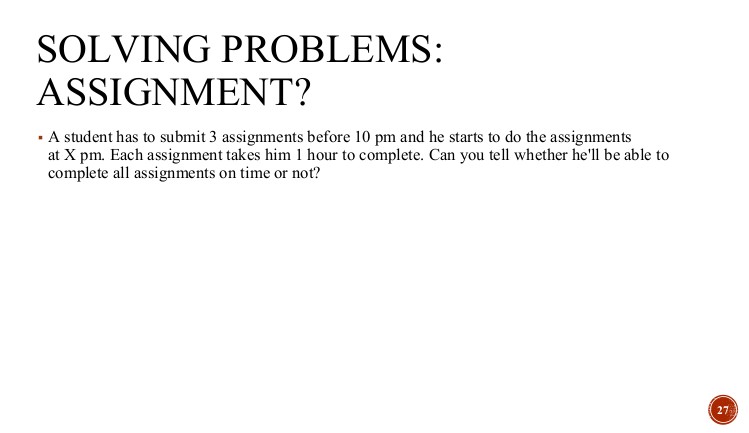 SOLVING PROBLEMS:
ASSIGNMENT?
▪ A student has to submit 3 assignments before 10 pm and he starts to do the assignments
at X pm. Each assignment takes him 1 hour to complete. Can you tell whether he'll be able to
complete all assignments on time or not?
27